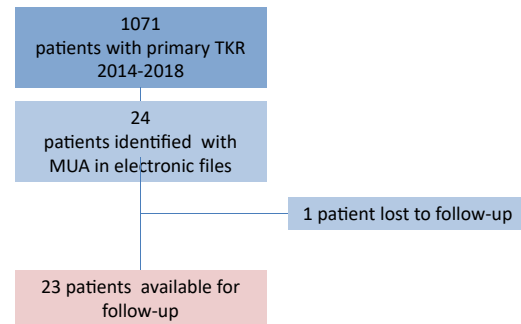 1071
patients with primary TKR
2014-2018
24
patients identified with
MUA in electronic files
1 patient lost to follow-up
23 patients available for
follow-up